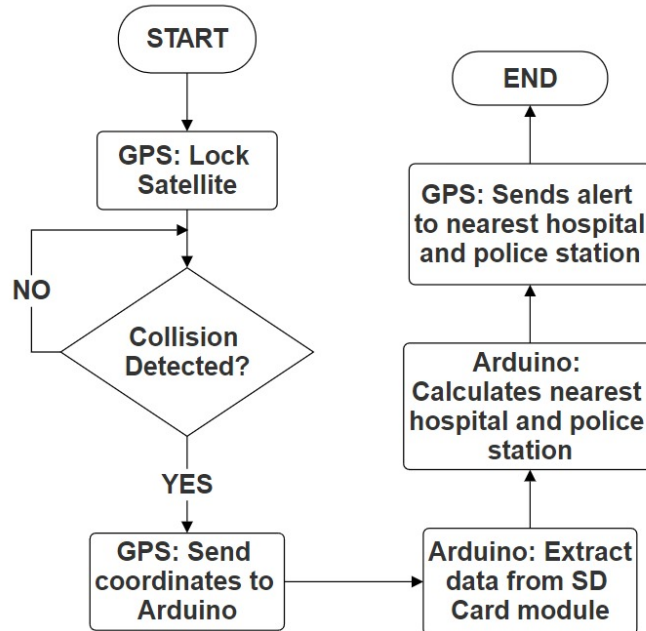 START
GPS: Lock
Satellite
NO
Collision
Detected?
YES
GPS: Send
coordinates to
Arduino
Arduino: Extract
data from SD
Card module
Arduino:
Calculates nearest
hospital and police
station
GPS: Sends alert
to nearest hospital
and police station
END